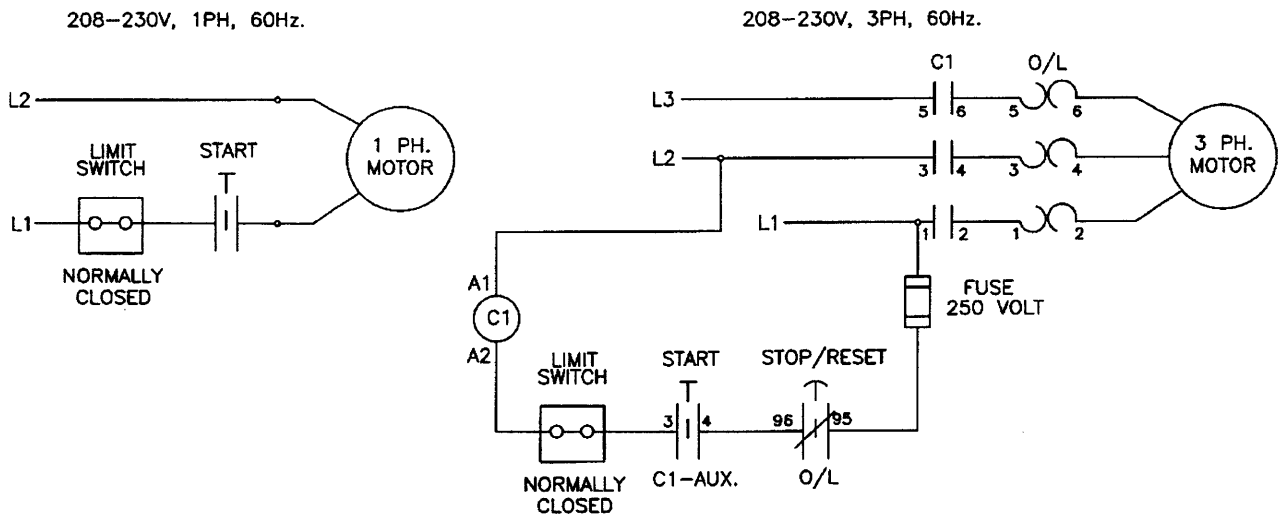 208-230V, 1PH, 60Hz.
L2
1 PH.
MOTOR
LIMIT
SWITCH
START
L1
NORMALLY
CLOSED
208-230V, 3PH, 60Hz.
C1
O/L
L3
5 6 5 6
L2
3 4 3 4
3 PH.
MOTOR
L1
1 2 1 2
FUSE
250 VOLT
A1
C1
A2
LIMIT
SWITCH
START
STOP/RESET
3 4
96 95
NORMALLY
CLOSED
C1-AUX.
O/L